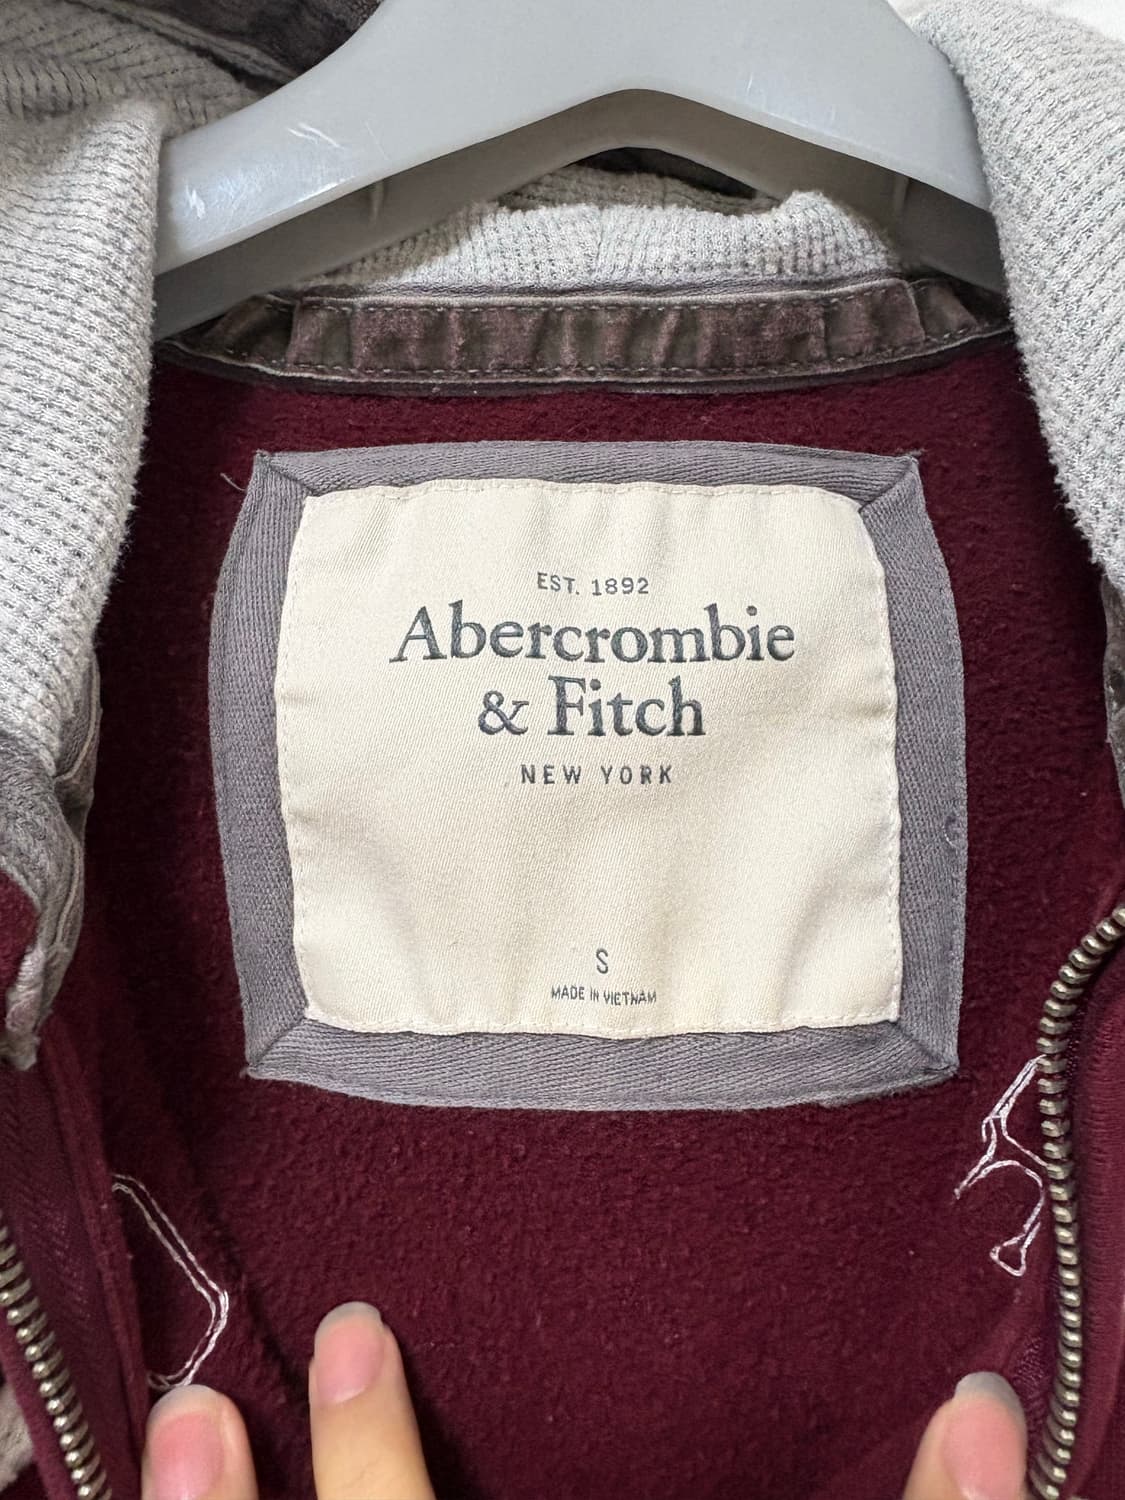 EST. 1892
Abercrombie
& Fitch
NEW YORK
S
MADE IN VIETNAM